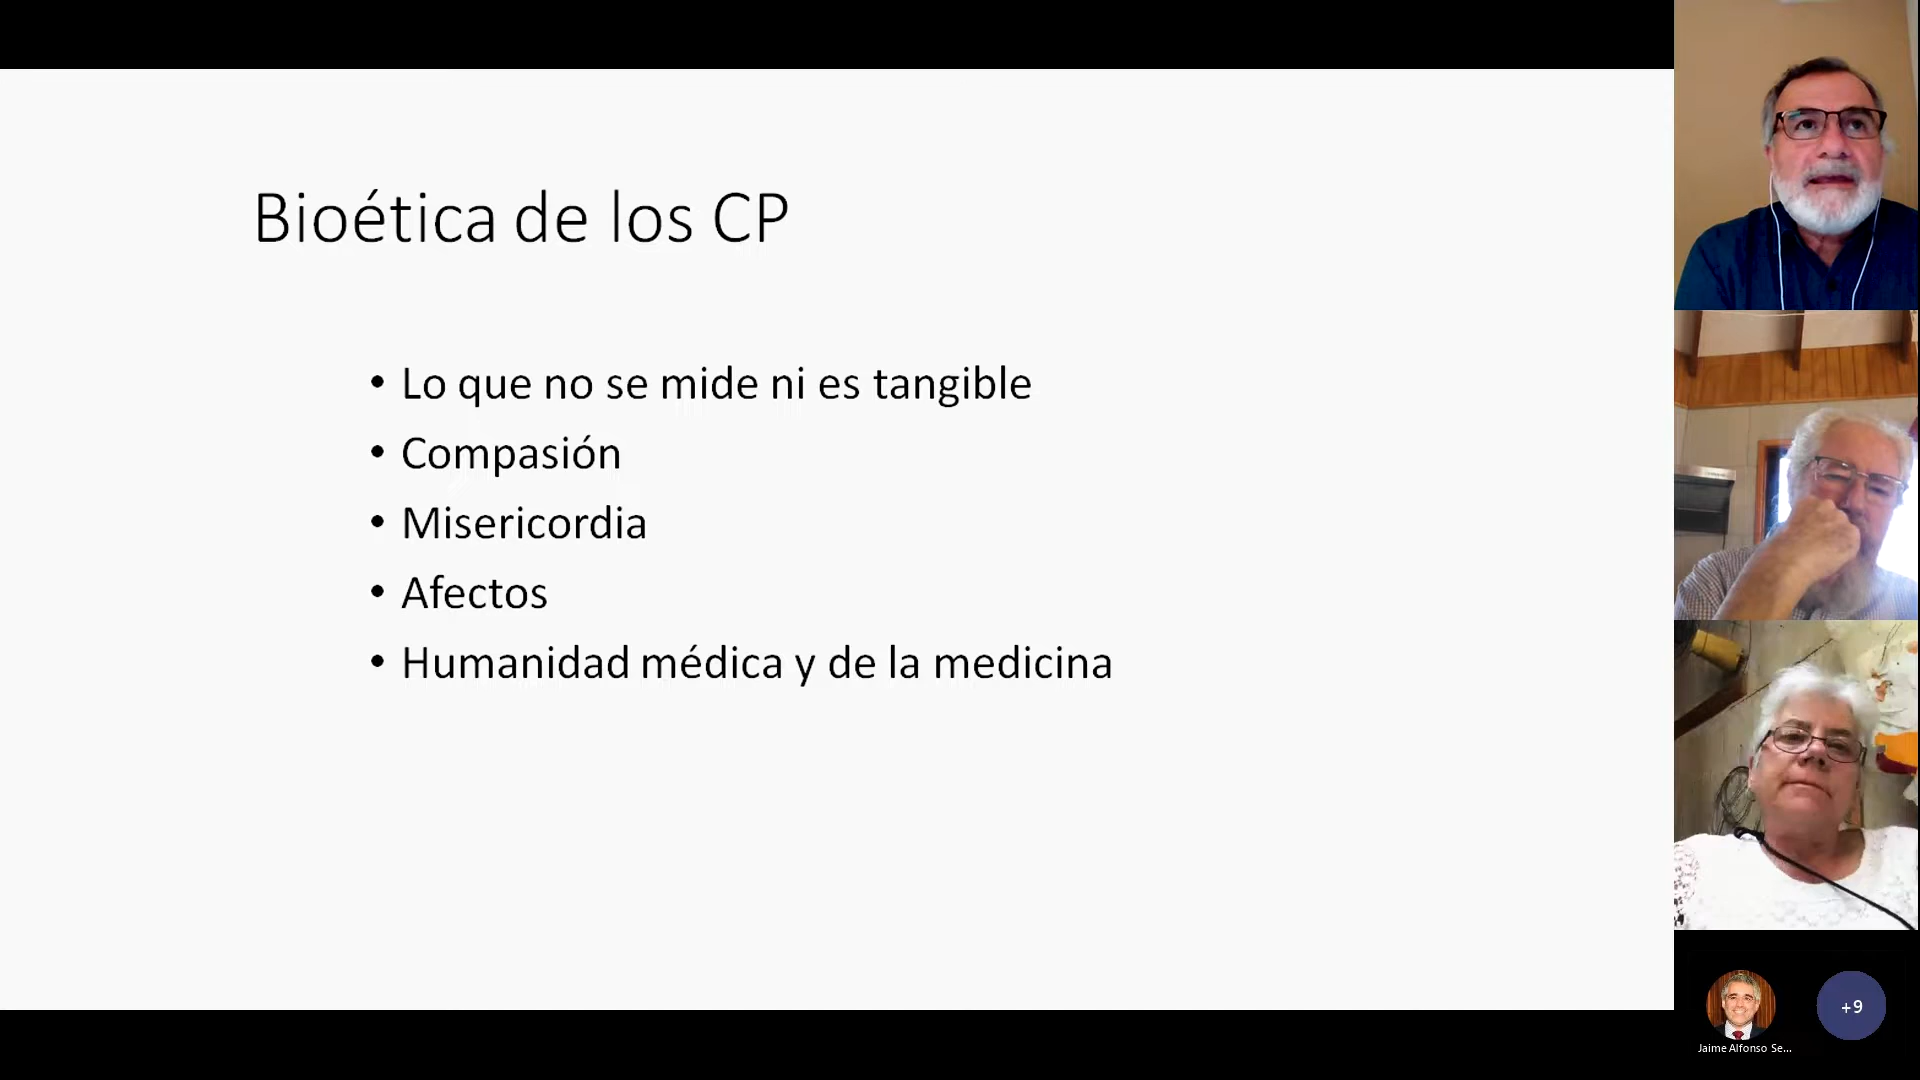 Bioética de los CP
• Lo que no se mide ni es tangible
• Compasión
• Misericordia
• Afectos
• Humanidad médica y de la medicina
+9
Jaime Alfonso Se...